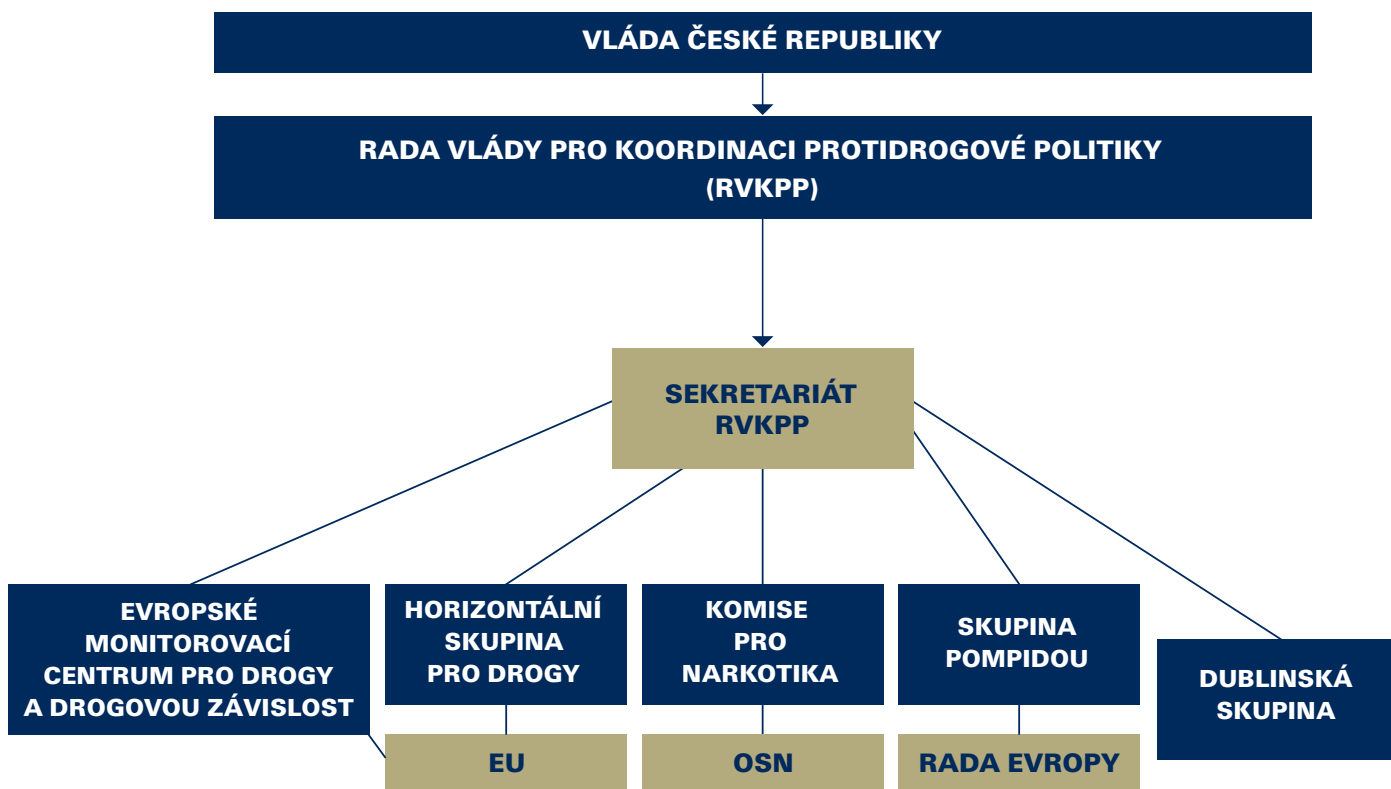 VLÁDA ČESKÉ REPUBLIKY
RADA VLÁDY PRO KOORDINACI PROTIDROGOVÉ POLITIKY
(RVKPP)
SEKRETARIÁT
RVKPP
EVROPSKÉ
MONITOROVACÍ
CENTRUM PRO DROGY
A DROGOVOU ZÁVISLOST
HORIZONTÁLNÍ
SKUPINA
PRO DROGY
KOMISE
PRO
NARKOTIKA
SKUPINA
POMPIDOU
DUBLINSKÁ
SKUPINA
EU
OSN
RADA EVROPY